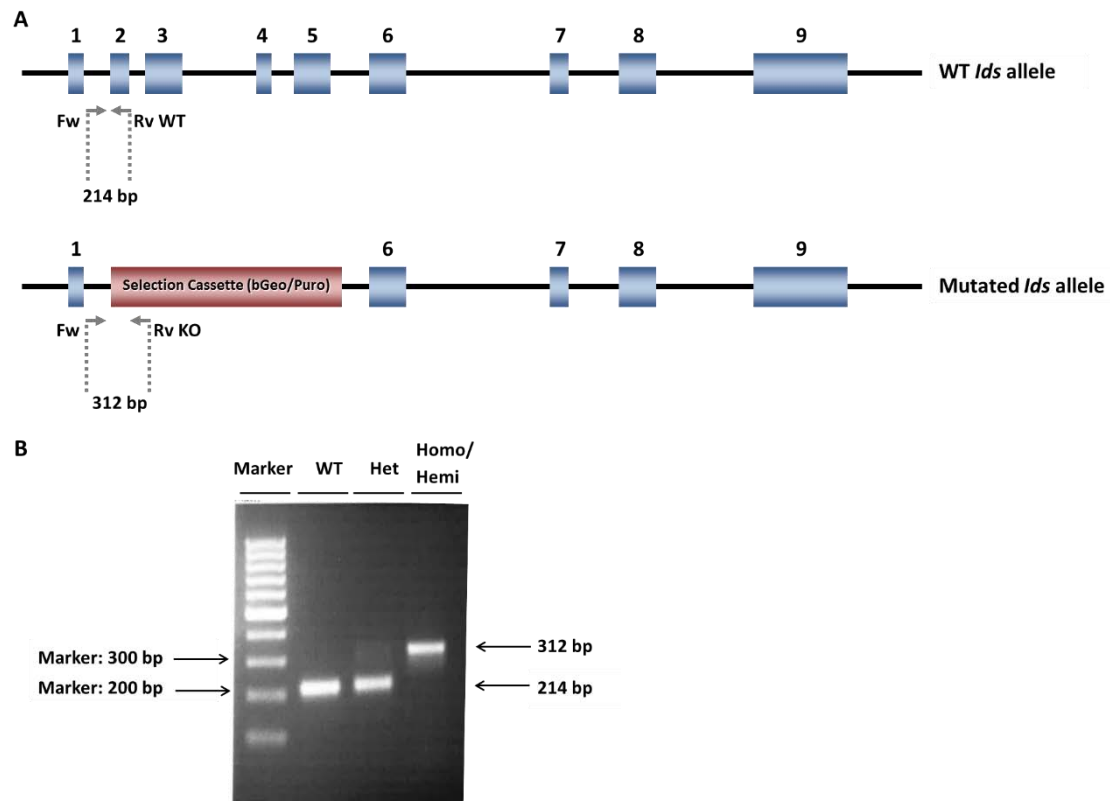 A
1 2 3 4 5 6 7 8 9
WT Ids allele
Fw Rv WT
214 bp
1 6 7 8 9
Selection Cassette (bGeo/Puro)
Mutated Ids allele
Fw Rv KO
312 bp
B
Marker WT Het Homo/
Hemi
Marker: 300 bp
312 bp
Marker: 200 bp
214 bp